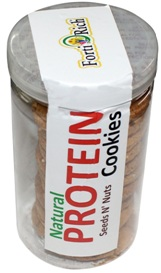 Forti Rich
Natural
PROTEIN
Cookies
Seeds N' Nuts